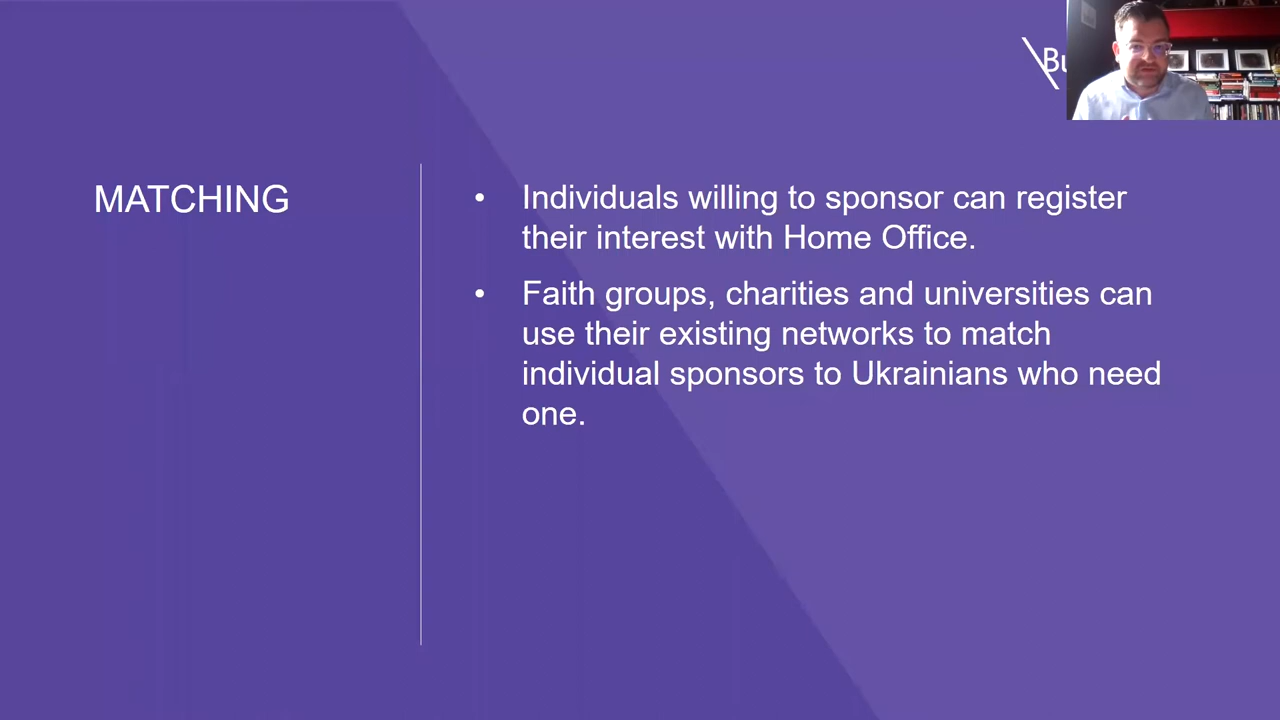 MATCHING
• Individuals willing to sponsor can register
their interest with Home Office.
• Faith groups, charities and universities can
use their existing networks to match
individual sponsors to Ukrainians who need
one.